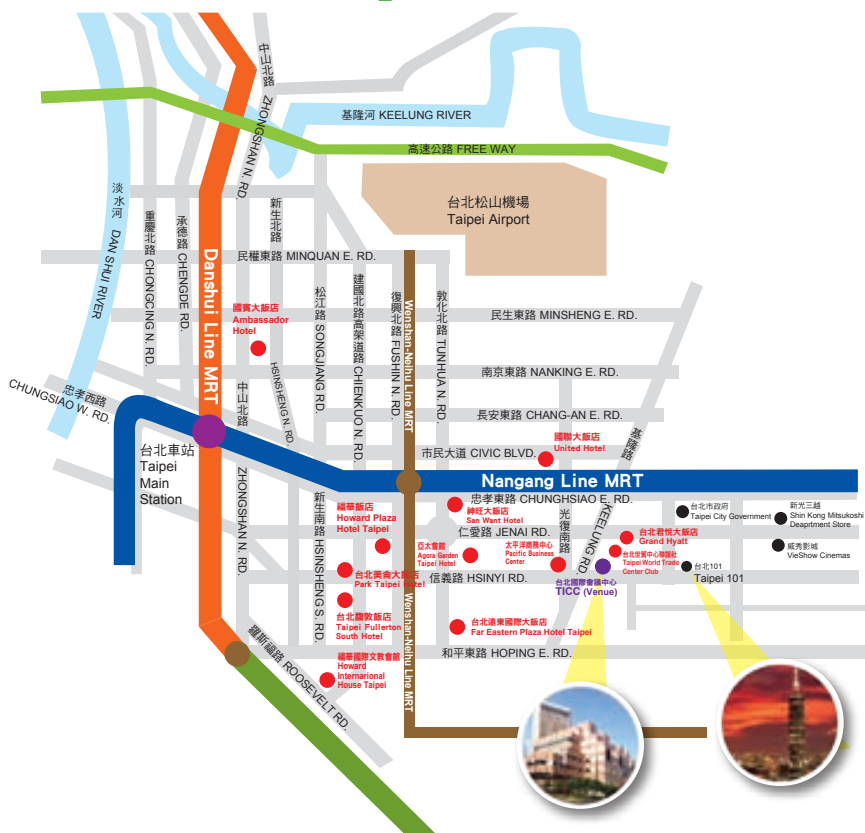 中山北路 ZHONGSHAN N. RD.
基隆河 KEELUNG RIVER
高速公路 FREE WAY
淡水河 DAN SHUI RIVER
重慶北路 CHONGCING N. RD.
承德路 CHENGDE RD.
新生北路
台北松山機場
Taipei Airport
Danshui Line MRT
民權東路 MINQUAN E. RD.
松江路 SONGJIANG RD.
建國北路高架道路 CHIENKUO N. RD.
復興北路 FUSHIN N. RD.
Wenshan-Neihu Line MRT
敦化北路 TUNHUA N. RD.
國賓大飯店
Ambassador
Hotel
民生東路 MINSHENG E. RD.
HSINSHENG N. RD.
南京東路 NANKING E. RD.
忠孝西路
CHUNGSIAO W. RD.
中山北路
長安東路 CHANG-AN E. RD.
基隆路
國聯大飯店
United Hotel
市民大道 CIVIC BLVD.
台北車站
Taipei
Main
Station
Nangang Line MRT
忠孝東路 CHUNGHSIAO E. RD.
ZHONGSHAN N. RD.
新生南路 HSINSHENG S. RD.
福華飯店
Howard Plaza
Hotel Taipei
神旺大飯店
San Want Hotel
光復南路
KEELUNG RD.
台北市政府
Taipei City Government
新光三越
Shin Kong Mitsukoshi
Deaprtment Store
仁愛路 JENAI RD.
台北君悅大飯店
Grand Hyatt
威秀影城
VieShow Cinemas
亞太會館
Agora Garden
Taipei Hotel
太平洋商務中心
Pacific Business
Center
台北世貿中心聯誼社
Taipei World Trade
Center Club
台北101
Taipei 101
台北美侖大飯店
Park Taipei Hotel
信義路 HSINYI RD.
台北國際會議中心
TICC (Venue)
台北馥敦飯店
Taipei Fullerton
South Hotel
台北遠東國際大飯店
Far Eastern Plaza Hotel Taipei
羅斯福路 ROOSEVELT RD.
福華國際文教會館
Howard
Internarional
House Taipei
Wenshan-Neihu Line MRT
和平東路 HOPING E. RD.